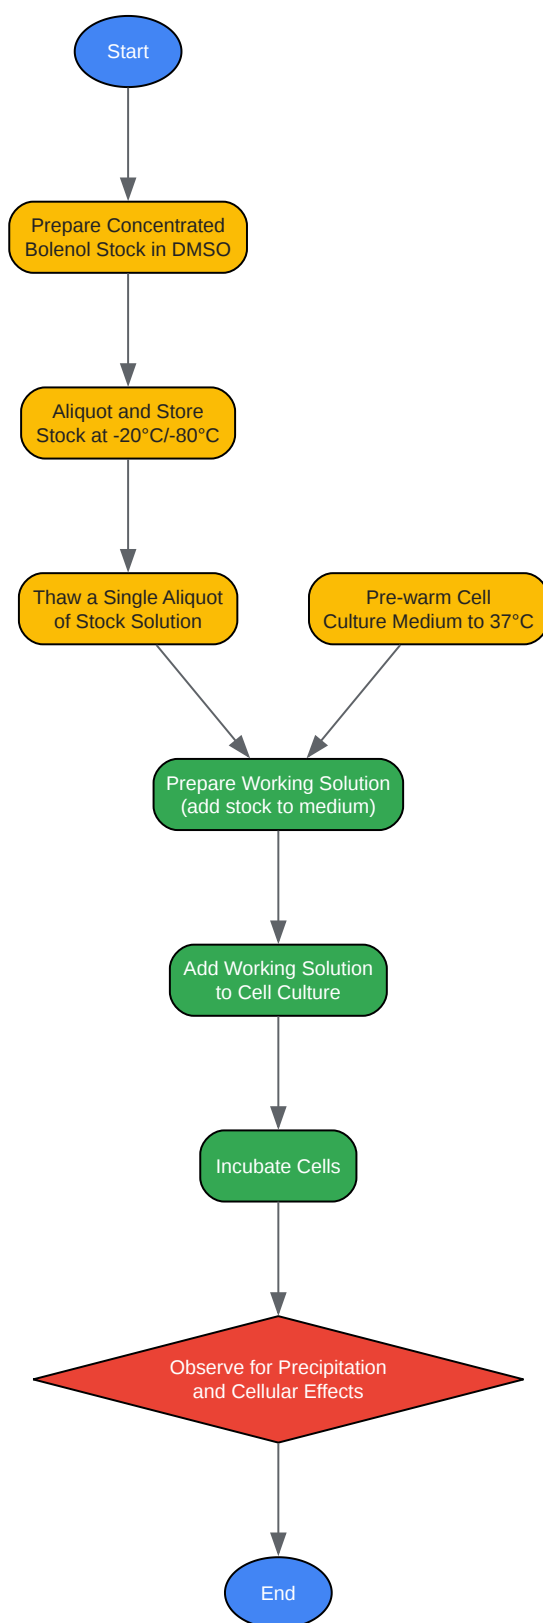 Start
Prepare Concentrated
Bolenol Stock in DMSO
Aliquot and Store
Stock at -20°C/-80°C
Thaw a Single Aliquot
of Stock Solution
Pre-warm Cell
Culture Medium to 37°C
Prepare Working Solution
(add stock to medium)
Add Working Solution
to Cell Culture
Incubate Cells
Observe for Precipitation
and Cellular Effects
End